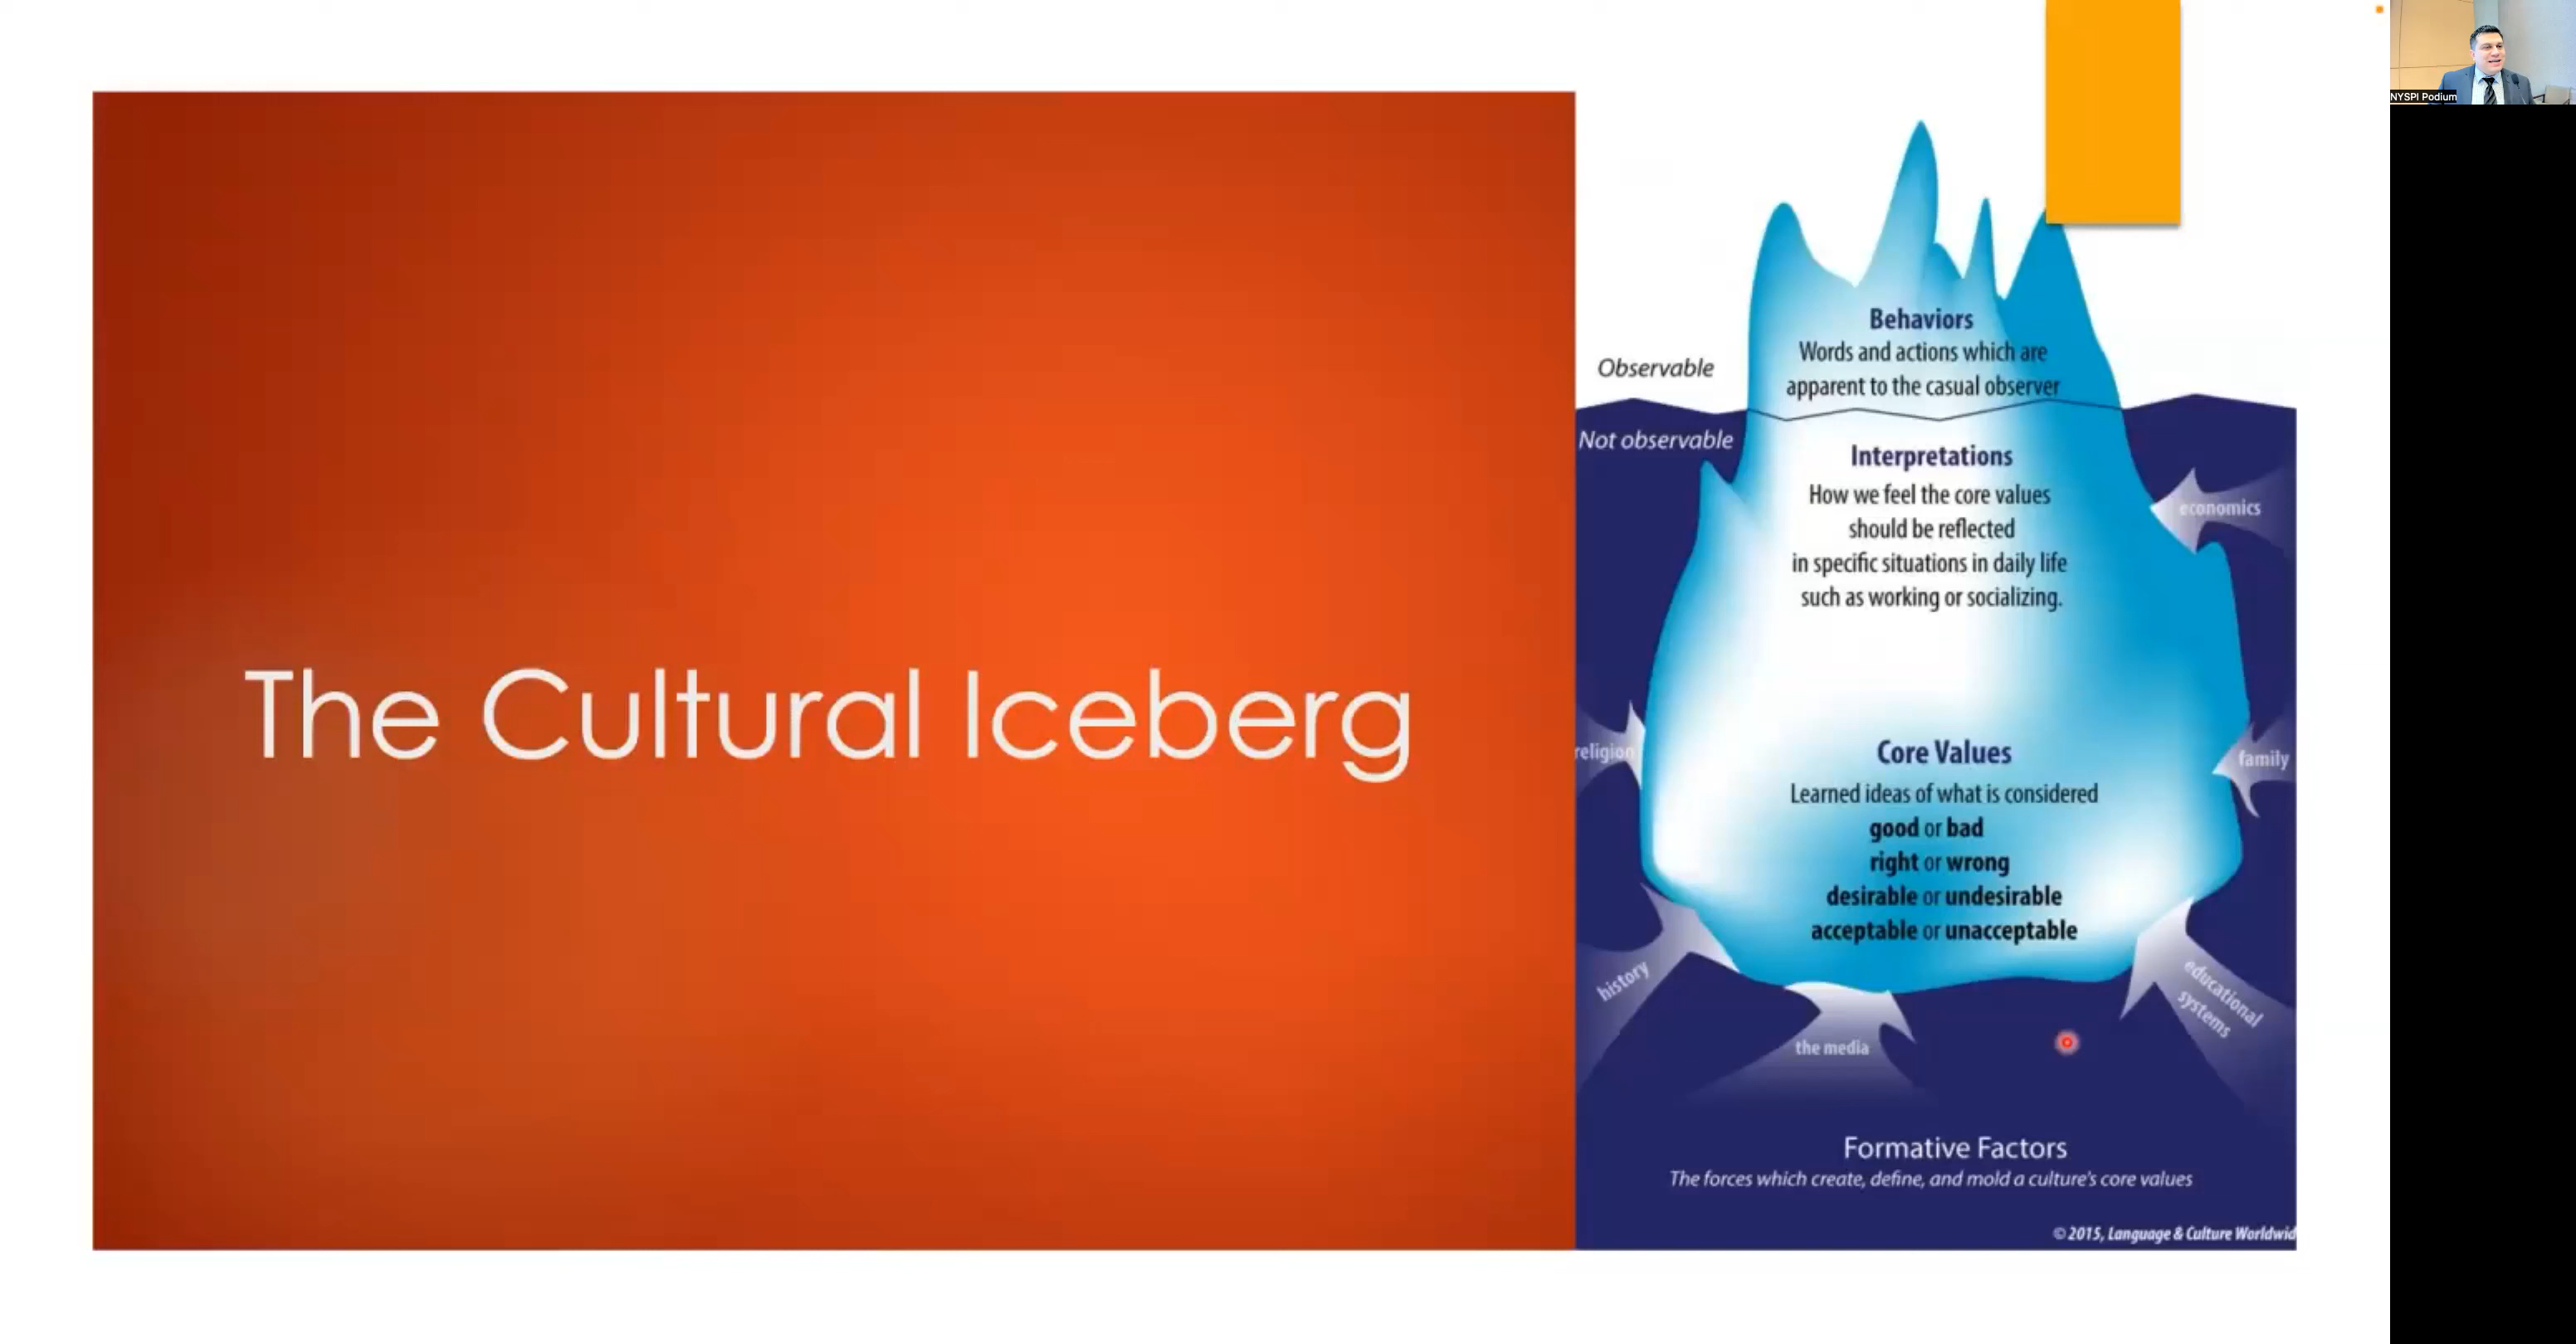 NYSPI Podium
The Cultural Iceberg
Observable
Behaviors
Words and actions which are
apparent to the casual observer
Not observable
Interpretations
How we feel the core values
should be reflected
in specific situations in daily life
such as working or socializing.
economics
religion
family
Core Values
Learned ideas of what is considered
good or bad
right or wrong
desirable or undesirable
acceptable or unacceptable
history
the media
educational
systems
Formative Factors
The forces which create, define, and mold a culture's core values
© 2015, Language & Culture Worldwid